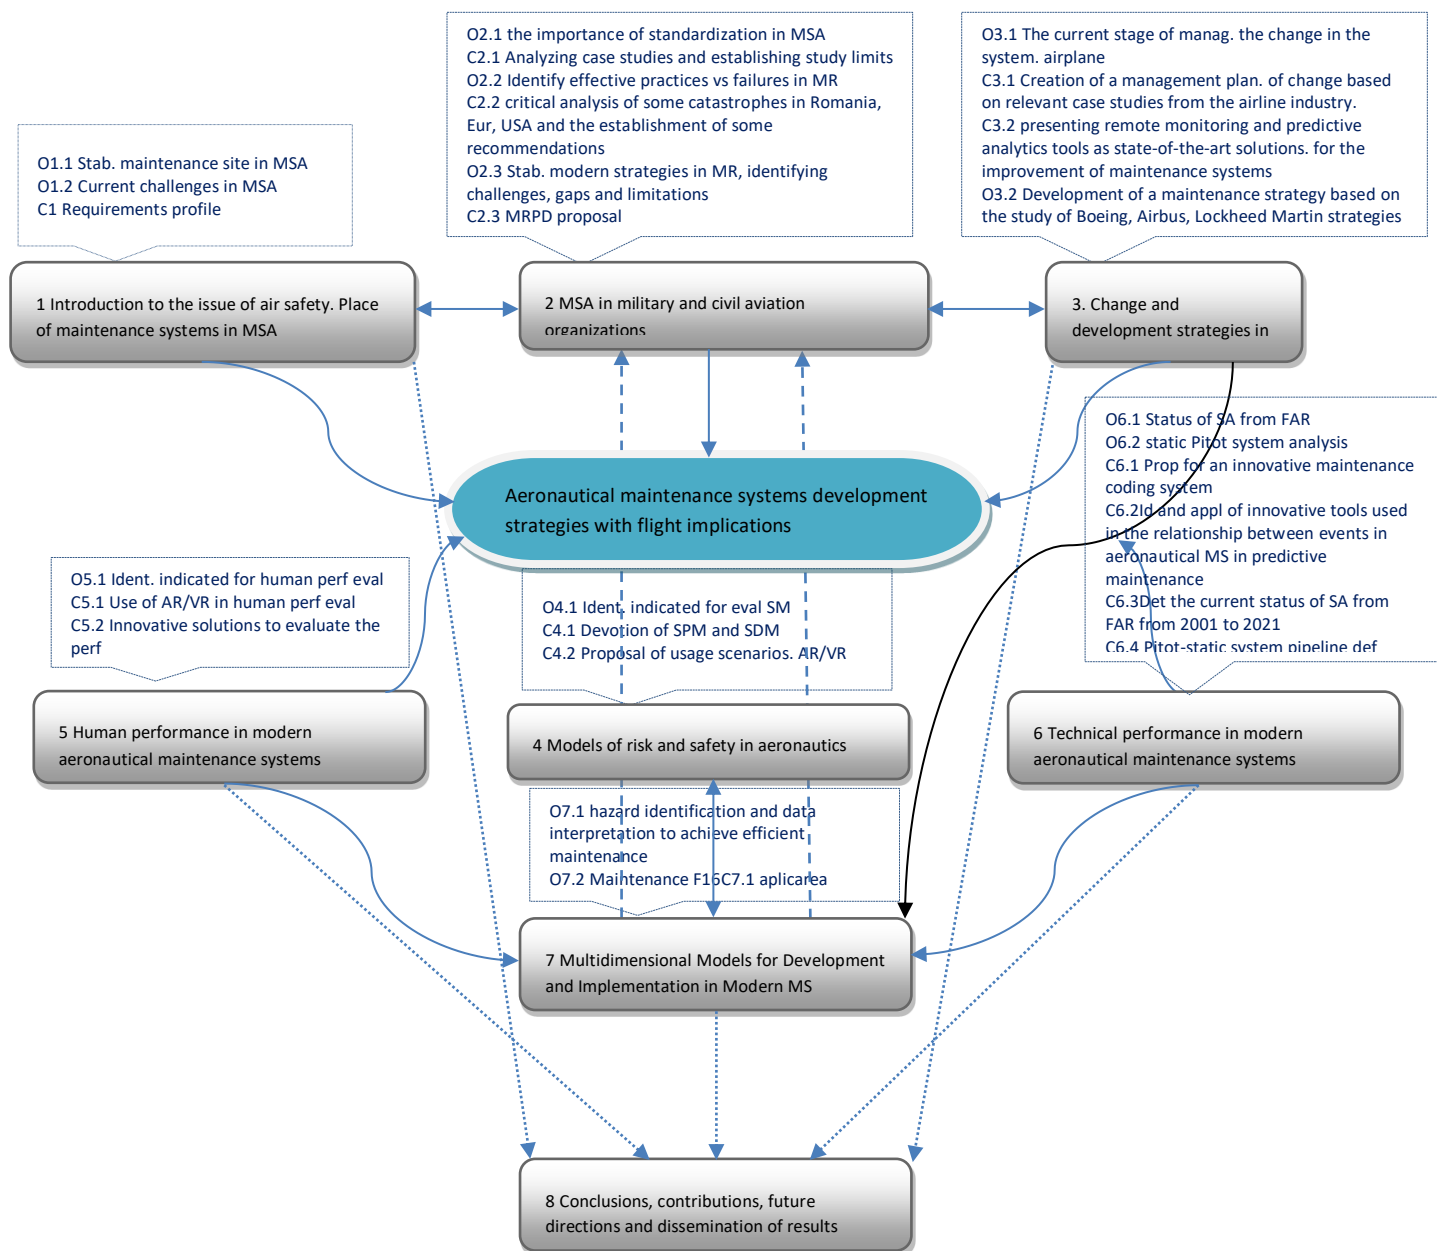 O2.1 the importance of standardization in MSA
C2.1 Analyzing case studies and establishing study limits
O2.2 Identify effective practices vs failures in MR
C2.2 critical analysis of some catastrophes in Romania,
Eur, USA and the establishment of some
recommendations
O2.3 Stab. modern strategies in MR, identifying
challenges, gaps and limitations
C2.3 MRPD proposal
O3.1 The current stage of manag. the change in the
system. airplane
C3.1 Creation of a management plan. of change based
on relevant case studies from the airline industry.
C3.2 presenting remote monitoring and predictive
analytics tools as state-of-the-art solutions. for the
improvement of maintenance systems
O3.2 Development of a maintenance strategy based on
the study of Boeing, Airbus, Lockheed Martin strategies
O1.1 Stab. maintenance site in MSA
O1.2 Current challenges in MSA
C1 Requirements profile
1 Introduction to the issue of air safety. Place
of maintenance systems in MSA
2 MSA in military and civil aviation
organizations
3. Change and
development strategies in
O6.1 Status of SA from FAR
O6.2 static Pitot system analysis
C6.1 Prop for an innovative maintenance
coding system
C6.2Id and appl of innovative tools used
in the relationship between events in
aeronautical MS in predictive
maintenance
C6.3Det the current status of SA from
FAR from 2001 to 2021
C6.4 Pitot-static system pipeline def
Aeronautical maintenance systems development
strategies with flight implications
O5.1 Ident. indicated for human perf eval
C5.1 Use of AR/VR in human perf eval
C5.2 Innovative solutions to evaluate the
perf
O4.1 Ident. indicated for eval SM
C4.1 Devotion of SPM and SDM
C4.2 Proposal of usage scenarios. AR/VR
5 Human performance in modern
aeronautical maintenance systems
4 Models of risk and safety in aeronautics
6 Technical performance in modern
aeronautical maintenance systems
O7.1 hazard identification and data
interpretation to achieve efficient
maintenance
O7.2 Maintenance F16C7.1 aplicarea
7 Multidimensional Models for Development
and Implementation in Modern MS
8 Conclusions, contributions, future
directions and dissemination of results